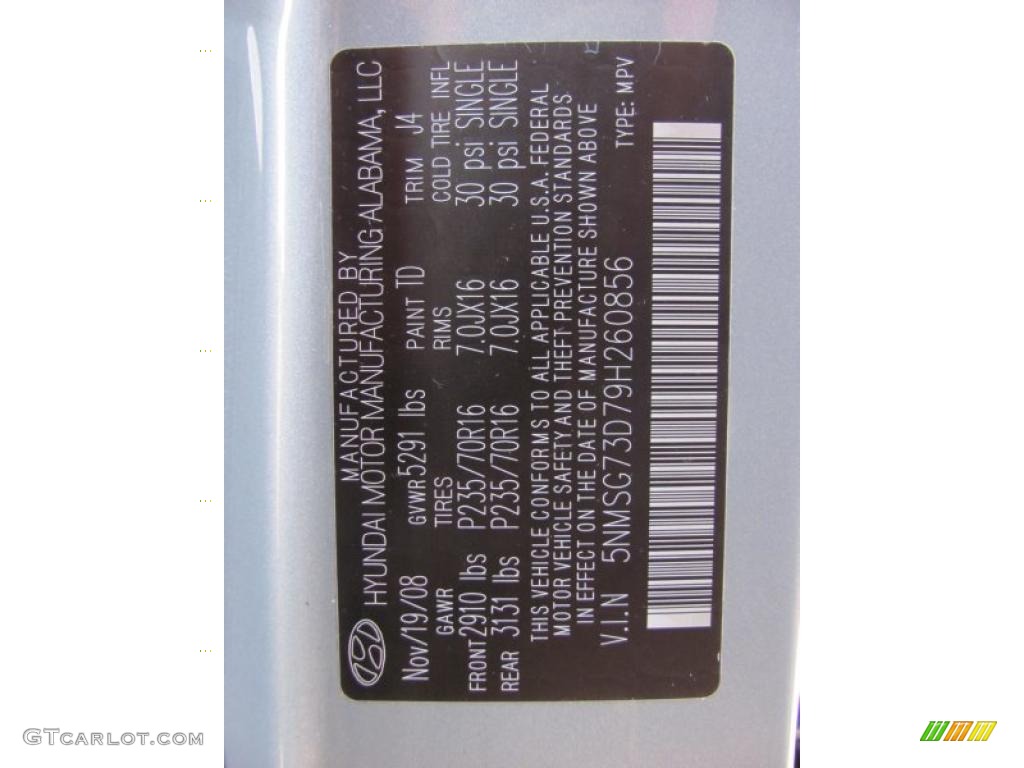 MANUFACTURED BY
HYUNDAI MOTOR MANUFACTURING ALABAMA, LLC
Nov/19/08 GVWR 5291 lbs PAINT TD TRIM J4
GAWR TIRES RIMS COLD TIRE INFL
FRONT 2910 lbs P235/70R16 7.0JX16 30 psi SINGLE
REAR 3131 lbs P235/70R16 7.0JX16 30 psi SINGLE
THIS VEHICLE CONFORMS TO ALL APPLICABLE U.S.A. FEDERAL
MOTOR VEHICLE SAFETY AND THEFT PREVENTION STANDARDS
IN EFFECT ON THE DATE OF MANUFACTURE SHOWN ABOVE
V.I.N 5NMSG73D79H260856 TYPE: MPV
GTCARLOT.COM